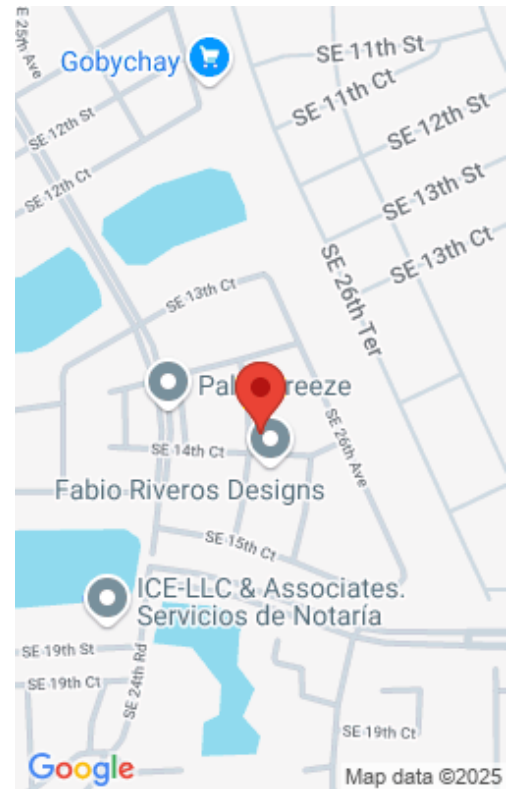 E 25th Ave
Gobychay
SE 11th St
SE 11th Ct
SE 12th St
SE 12th St
SE 12th Ct
SE 13th St
SE 13th Ct
SE 26th Ter
SE 13th Ct
SE 26th Ave
SE 14th Ct
Fabio Riveros Designs
SE 15th Ct
ICE-LLC & Associates.
Servicios de Notaría
SE 19th St
SE 19th Ct
SE 24th Rd
SE 19th Ct
Google
Map data ©2025